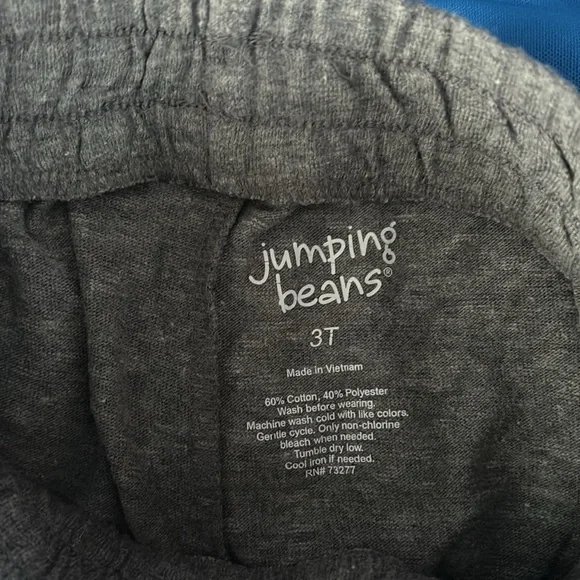 jumping
beans®
3T
Made in Vietnam
60% Cotton, 40% Polyester
Wash before wearing.
Machine wash cold with like colors.
Gentle cycle. Only non-chlorine
bleach when needed.
Tumble dry low.
Cool iron if needed.
RN# 73277